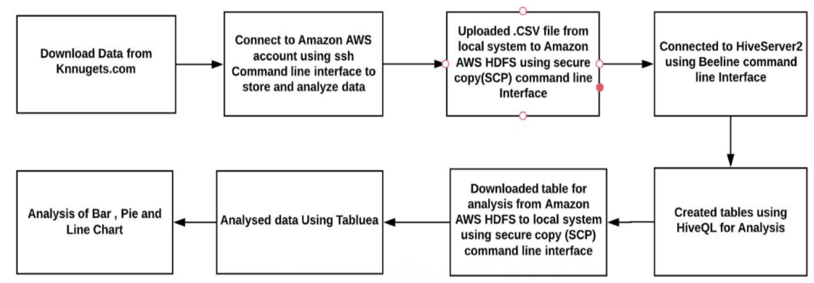 Download Data from
Knnugets.com
Connect to Amazon AWS
account using ssh
Command line interface to
store and analyze data
Uploaded .CSV file from
local system to Amazon
AWS HDFS using secure
copy(SCP) command line
Interface
Connected to HiveServer2
using Beeline command
line Interface
Created tables using
HiveQL for Analysis
Downloaded table for
analysis from Amazon
AWS HDFS to local system
using secure copy (SCP)
command line interface
Analysed data Using Tabluea
Analysis of Bar , Pie and
Line Chart